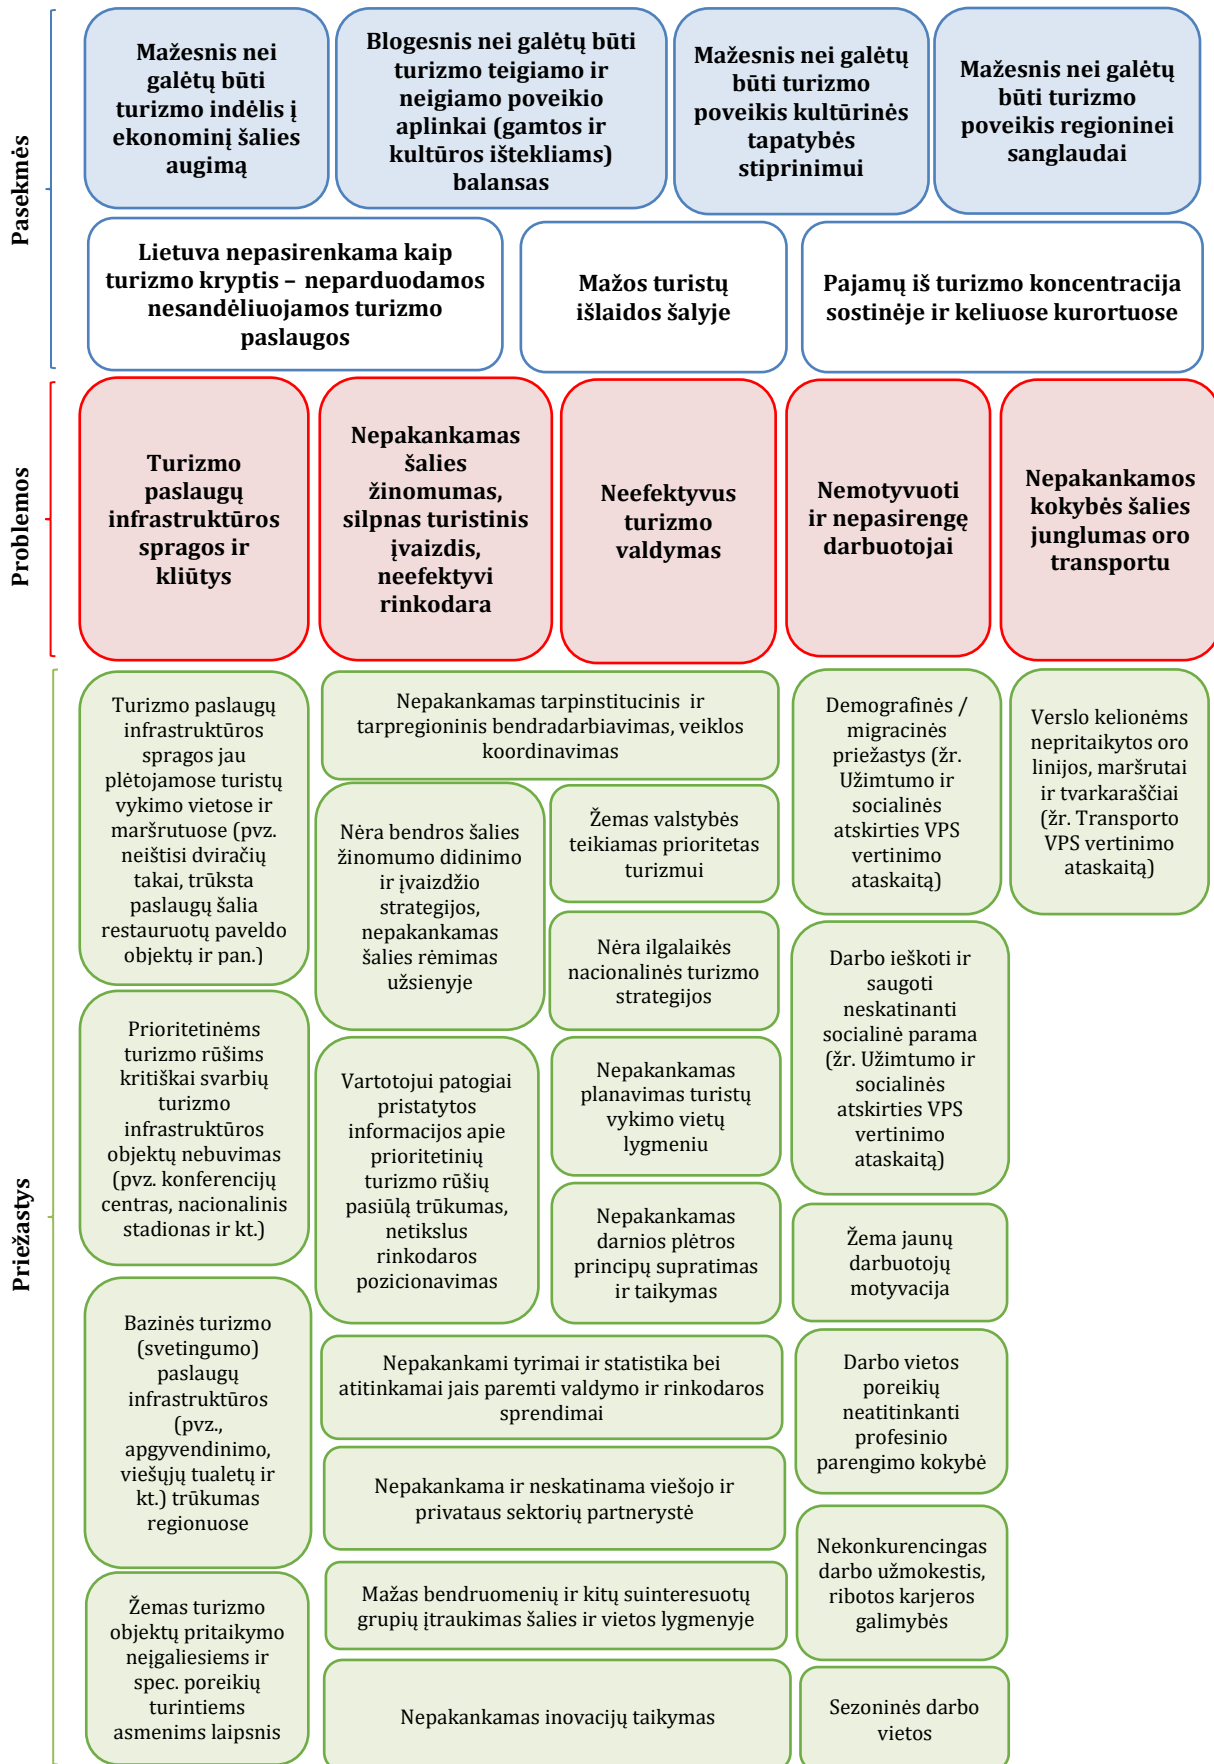 Pasekmės
Mažesnis nei
galėtų būti
turizmo indėlis į
ekonominį šalies
augimą
Blogesnis nei galėtų būti
turizmo teigiamo ir
neigiamo poveikio
aplinkai (gamtos ir
kultūros ištekliams)
balansas
Mažesnis nei galėtų
būti turizmo
poveikis kultūrinės
tapatybės
stiprinimui
Mažesnis nei galėtų
būti turizmo
poveikis regioninei
sanglaudai
Lietuva nepasirenkama kaip
turizmo kryptis – neparduodamos
nesandėliuojamos turizmo
paslaugos
Mažos turistų
išlaidos šalyje
Pajamų iš turizmo koncentracija
sostinėje ir keliuose kurortuose
Problemos
Turizmo
paslaugų
infrastruktūros
spragos ir
kliūtys
Nepakankamas
šalies
žinomumas,
silpnas turistinis
įvaizdis,
neefektyvi
rinkodara
Neefektyvus
turizmo
valdymas
Nemotyvuoti
ir nepasirengę
darbuotojai
Nepakankamos
kokybės šalies
junglumas oro
transportu
Priežastys
Turizmo paslaugų
infrastruktūros
spragos jau
plėtojamose turistų
vykimo vietose ir
maršrutuose (pvz.
neištisi dviračių
takai, trūksta
paslaugų šalia
restauruotų paveldo
objektų ir pan.)
Prioritetinėms
turizmo rūšims
kritiškai svarbių
turizmo
infrastruktūros
objektų nebuvimas
(pvz. konferencijų
centras, nacionalinis
stadionas ir kt.)
Bazinės turizmo
(svetingumo)
paslaugų
infrastruktūros
(pvz.,
apgyvendinimo,
viešųjų tualetų ir
kt.) trūkumas
regionuose
Žemas turizmo
objektų pritaikymo
neįgaliesiems ir
spec. poreikių
turintiems
asmenims laipsnis
Nepakankamas tarpinstitucinis ir
tarpregioninis bendradarbiavimas, veiklos
koordinavimas
Nėra bendros šalies
žinomumo didinimo
ir įvaizdžio
strategijos,
nepakankamas
šalies rėmimas
užsienyje
Vartotojui patogiai
pristatytos
informacijos apie
prioritetinių
turizmo rūšių
pasiūlą trūkumas,
netikslus
rinkodaros
pozicionavimas
Žemas valstybės
teikiamas prioritetas
turizmui
Nėra ilgalaikės
nacionalinės turizmo
strategijos
Nepakankamas
planavimas turistų
vykimo vietų
lygmeniu
Nepakankamas
darnios plėtros
principų supratimas
ir taikymas
Nepakankami tyrimai ir statistika bei
atitinkamai jais paremti valdymo ir rinkodaros
sprendimai
Nepakankama ir neskatinama viešojo ir
privataus sektorių partnerystė
Mažas bendruomenių ir kitų suinteresuotų
grupių įtraukimas šalies ir vietos lygmenyje
Nepakankamas inovacijų taikymas
Demografinės /
migracinės
priežastys (žr.
Užimtumo ir
socialinės
atskirties VPS
vertinimo
ataskaitą)
Darbo ieškoti ir
saugoti
neskatinanti
socialinė parama
(žr. Užimtumo ir
socialinės
atskirties VPS
vertinimo
ataskaitą)
Žema jaunų
darbuotojų
motyvacija
Darbo vietos
poreikių
neatitinkanti
profesinio
parengimo kokybė
Nekonkurencingas
darbo užmokestis,
ribotos karjeros
galimybės
Sezoninės darbo
vietos
Verslo kelionėms
nepritaikytos oro
linijos, maršrutai
ir tvarkaraščiai
(žr. Transporto
VPS vertinimo
ataskaitą)